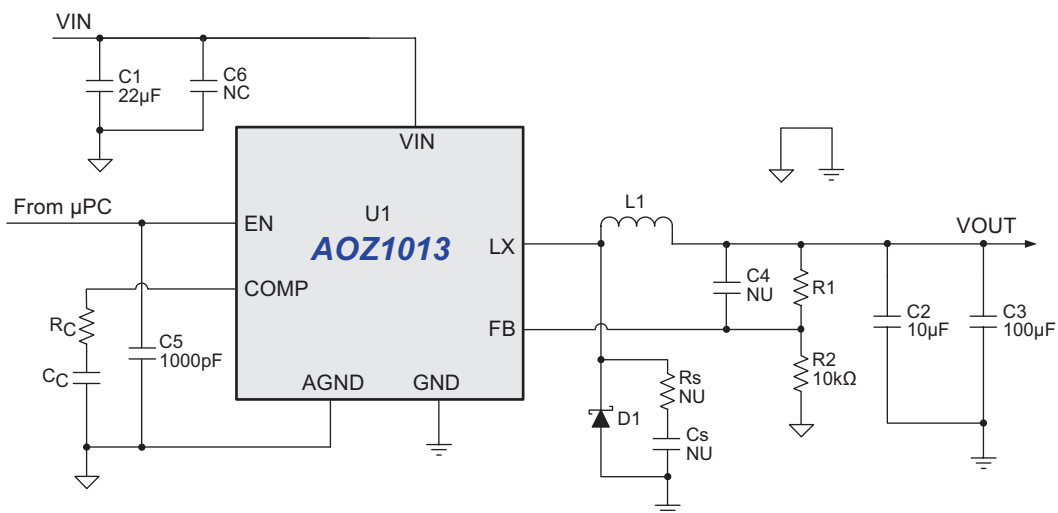 VIN
C1
22µF
C6
NC
VIN
From µPC
EN
U1
AOZ1013
LX
L1
VOUT
COMP
C4
NU
R1
RC
FB
C2
10µF
C3
100µF
C5
1000pF
CC
R2
10kΩ
AGND
GND
Rs
NU
D1
Cs
NU